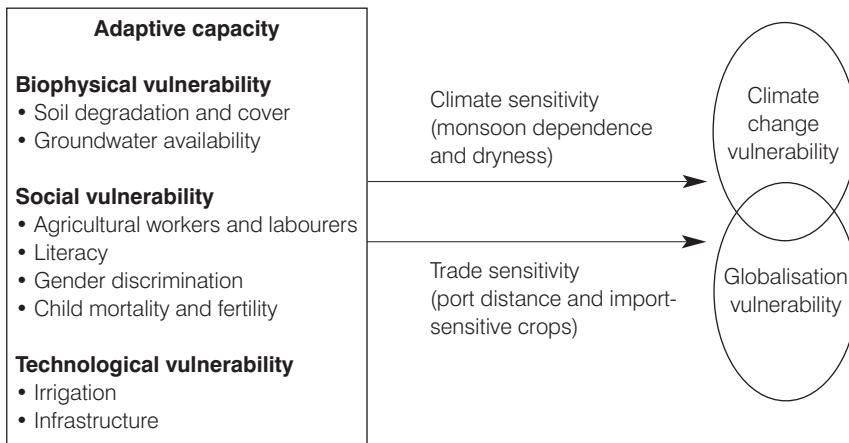 Adaptive capacity
Biophysical vulnerability
• Soil degradation and cover
• Groundwater availability
Social vulnerability
• Agricultural workers and labourers
• Literacy
• Gender discrimination
• Child mortality and fertility
Technological vulnerability
• Irrigation
• Infrastructure
Climate sensitivity
(monsoon dependence
and dryness)
Trade sensitivity
(port distance and import-
sensitive crops)
Climate
change
vulnerability
Globalisation
vulnerability